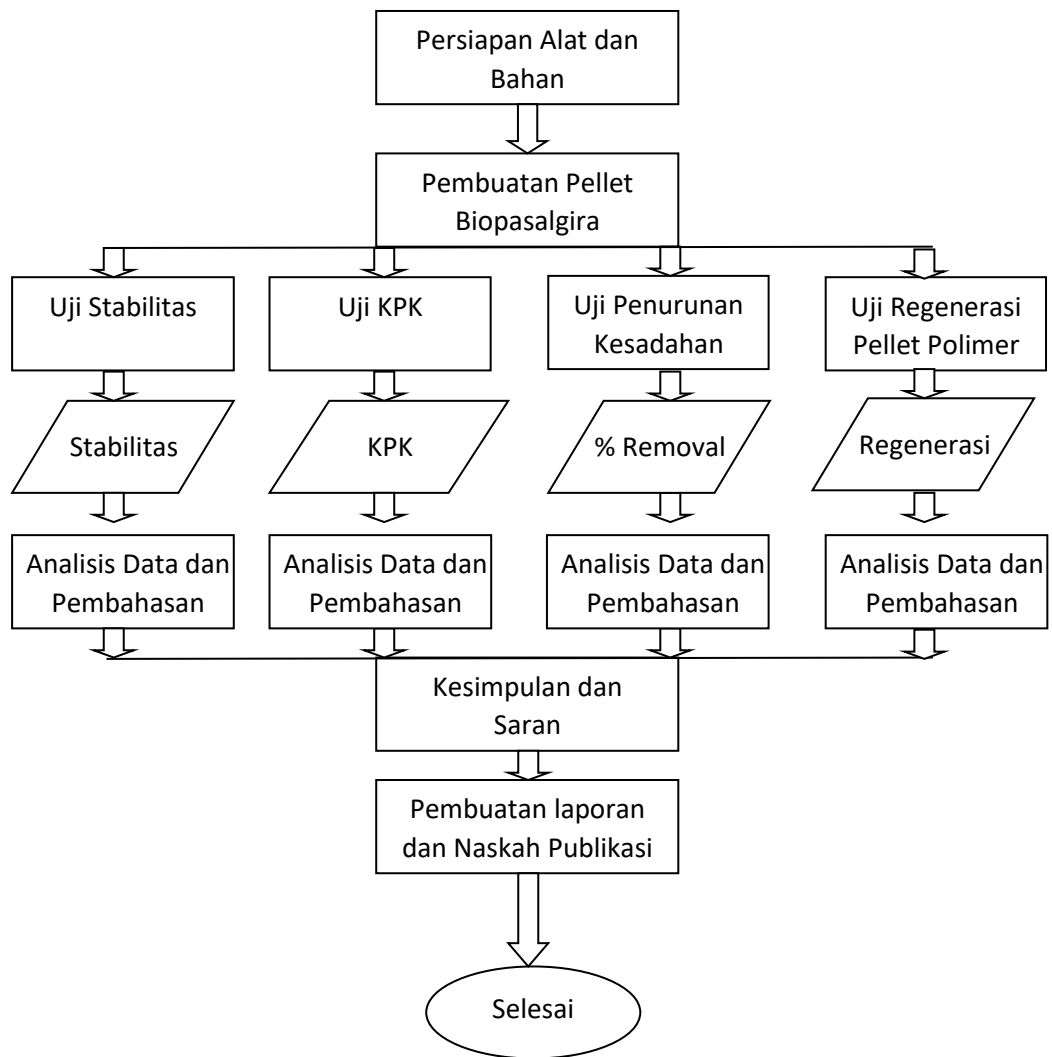 Persiapan Alat dan
Bahan
Pembuatan Pellet
Biopasalgira
Uji Stabilitas
Uji KPK
Uji Penurunan
Kesadahan
Uji Regenerasi
Pellet Polimer
Stabilitas
KPK
% Removal
Regenerasi
Analisis Data dan
Pembahasan
Analisis Data dan
Pembahasan
Analisis Data dan
Pembahasan
Analisis Data dan
Pembahasan
Kesimpulan dan
Saran
Pembuatan laporan
dan Naskah Publikasi
Selesai